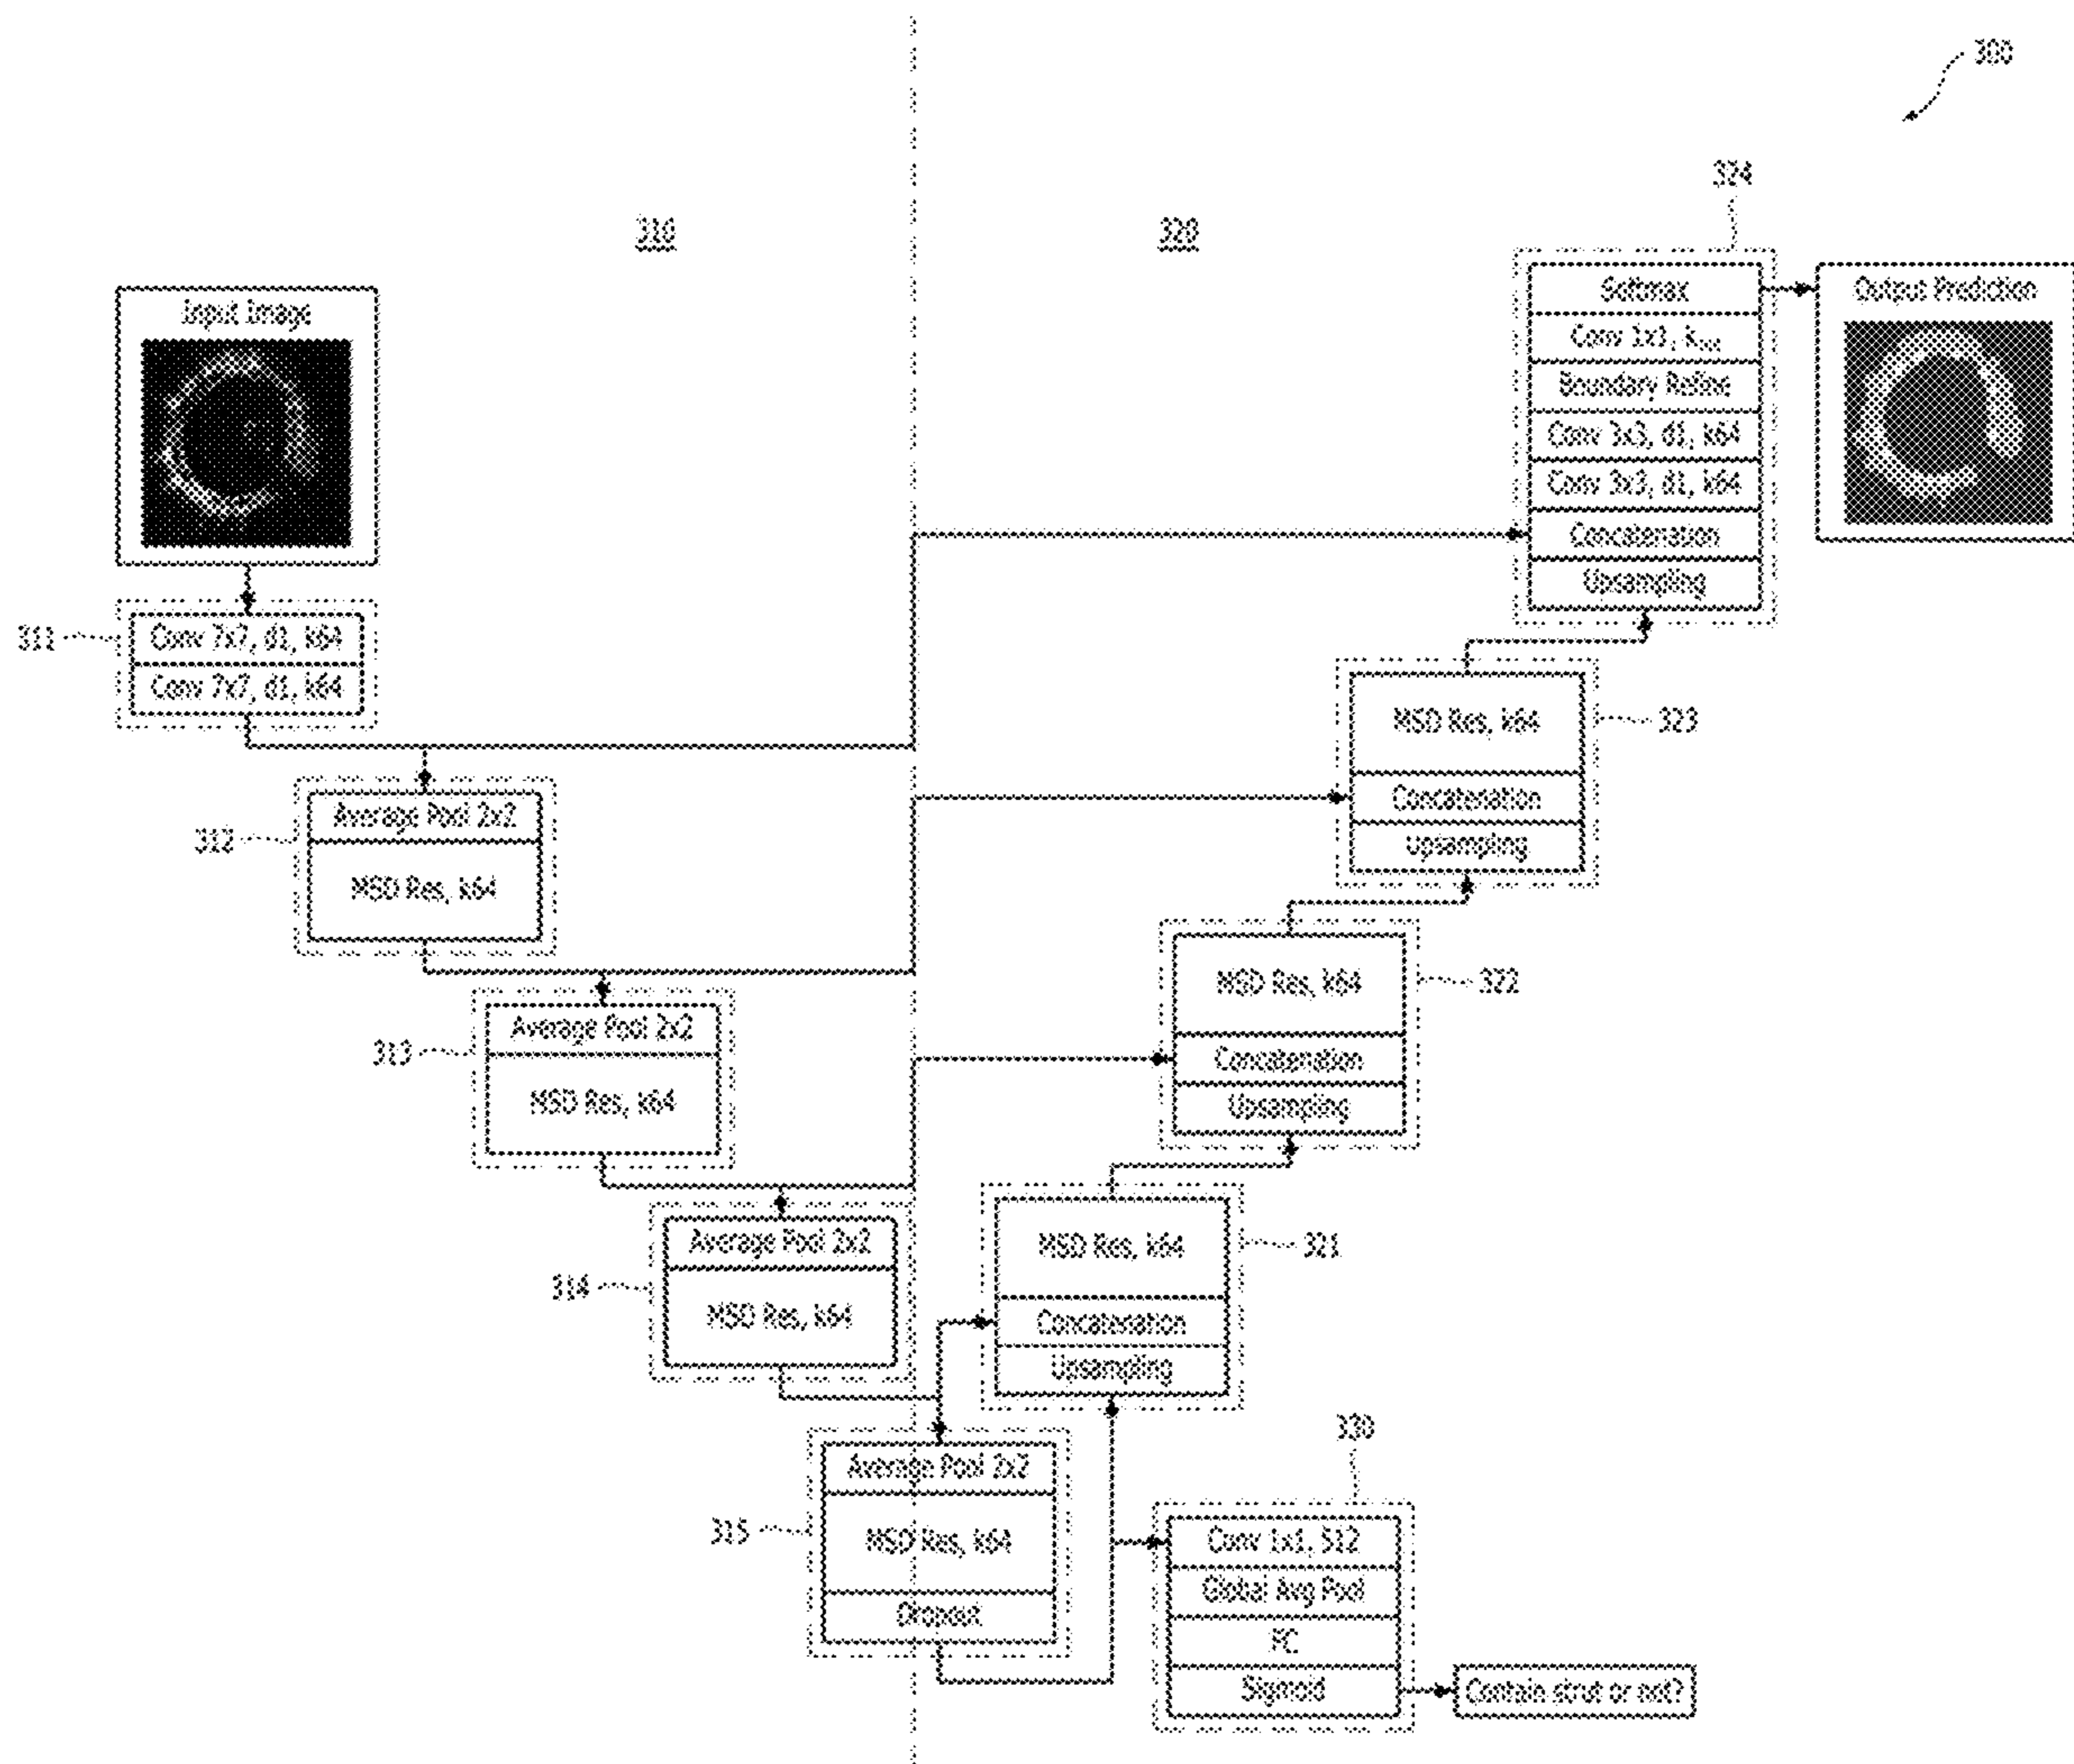 300
310
320
324
Input Image
Softmax
Conv 1x1,
Boundary Refine
Conv 3x3, d1, k64
Conv 3x3, d1, k64
Concatenation
Upsampling
Output Prediction
311
Conv 7x7, d1, k64
Conv 7x7, d1, k64
MSD Res, k64
Concatenation
Upsampling
323
312
Average Pool 2x2
MSD Res, k64
MSD Res, k64
Concatenation
Upsampling
322
313
Average Pool 2x2
MSD Res, k64
MSD Res, k64
Concatenation
Upsampling
321
314
Average Pool 2x2
MSD Res, k64
315
Average Pool 2x2
MSD Res, k64
Dropout
330
Conv 1x1, 512
Global Avg Pool
FC
Sigmoid
Contain strut or not?